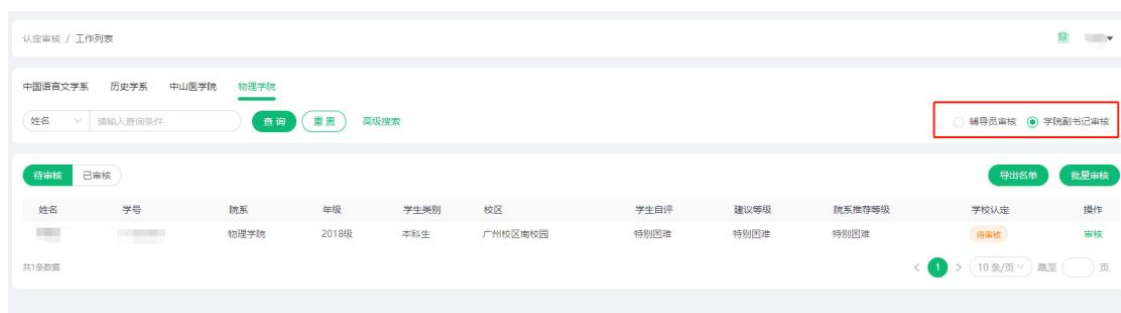 认定审核 / 工作列表
中国语言文学系 历史学系 中山医学院 物理学院
姓名 请输入查询条件 查询 重置 高级搜索 辅导员审核 学院副书记审核
待审核 已审核 导出名单 批量审核
姓名 学号 院系 年级 学生类别 校区 学生自评 建议等级 院系推荐等级 学校认定 操作
物理学院 2018级 本科生 广州校区南校园 特别困难 特别困难 特别困难 待审核 审核
共1条数据 < 1 > 10 条/页 跳至 页